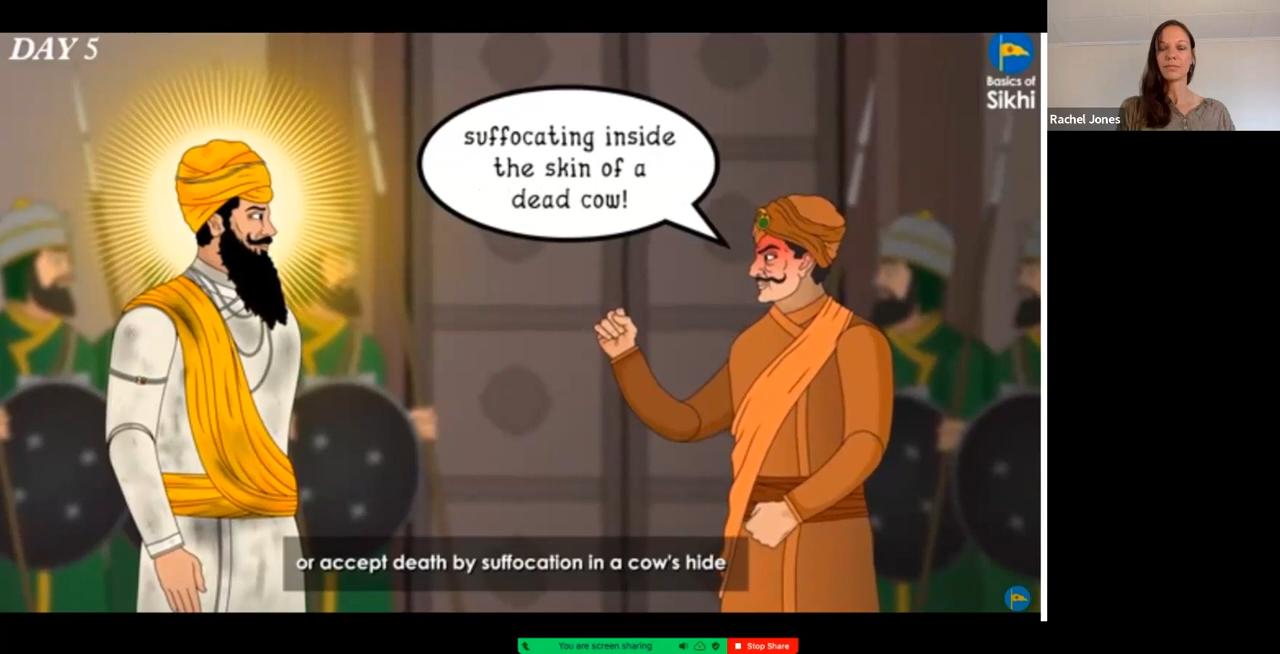 DAY 5
Basics of
Sikhi
Rachel Jones
suffocating inside
the skin of a
dead cow!
or accept death by suffocation in a cow's hide
You are screen sharing
Stop Share